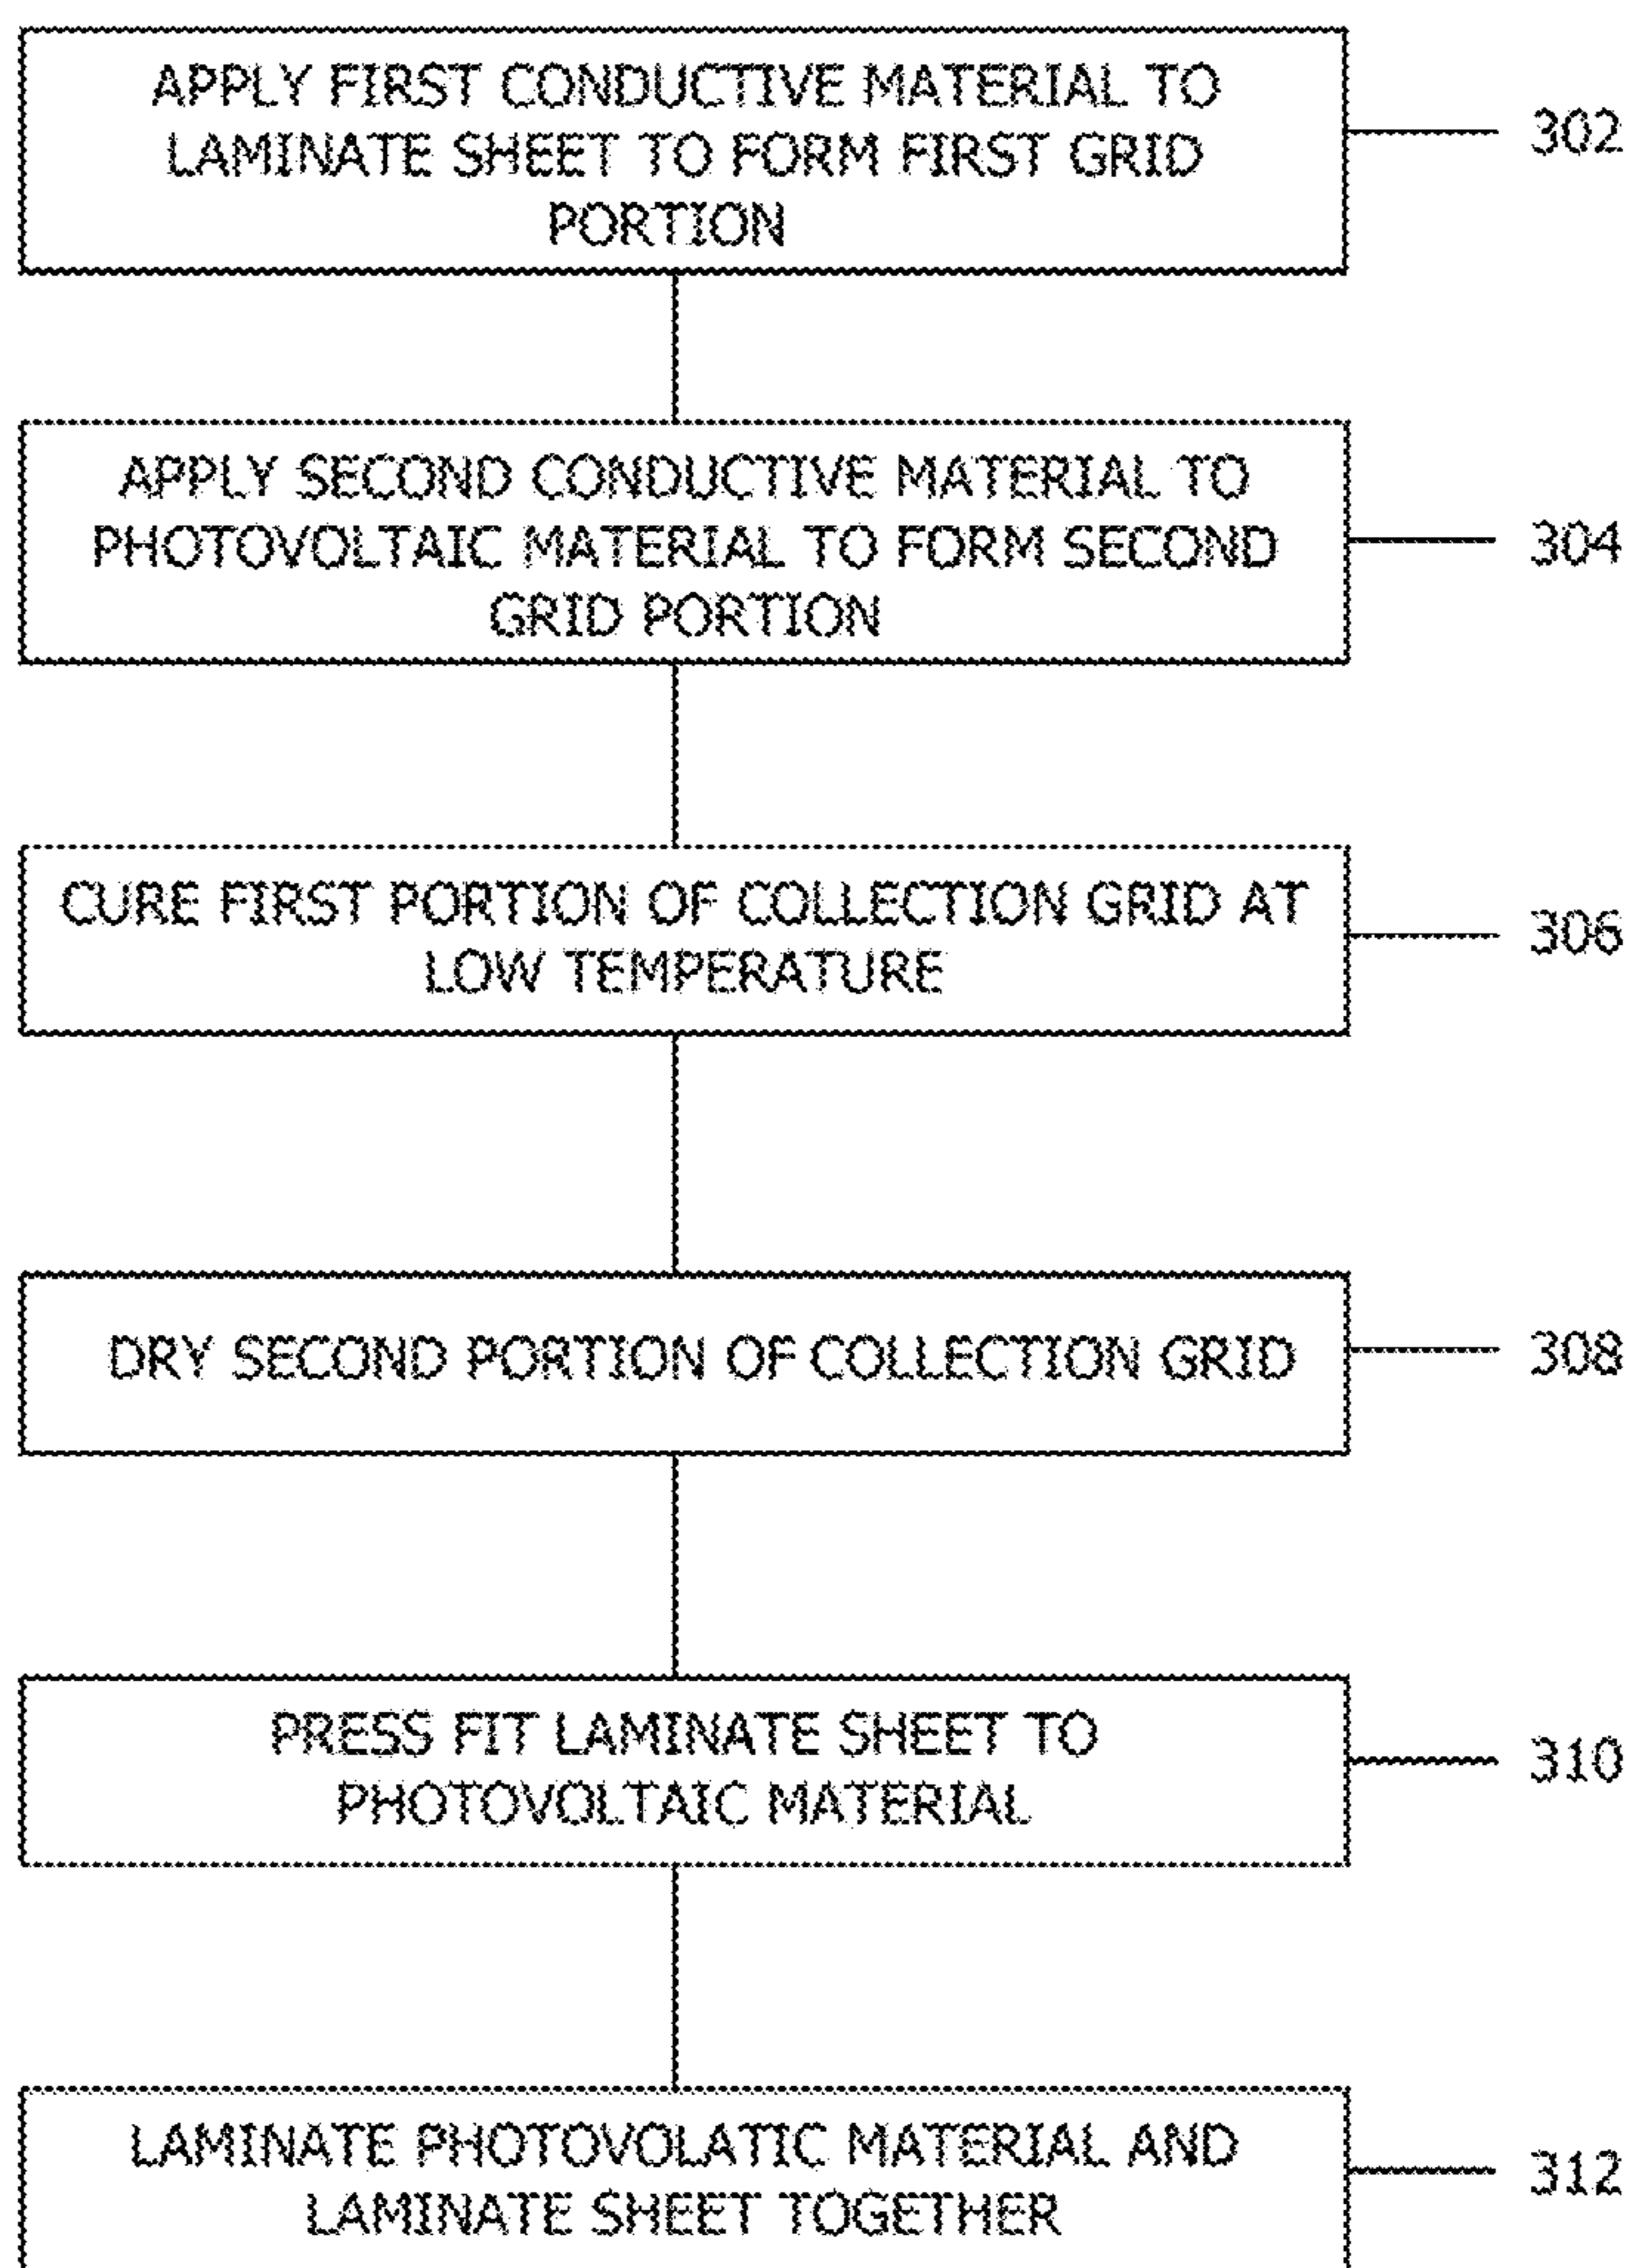 APPLY FIRST CONDUCTIVE MATERIAL TO
LAMINATE SHEET TO FORM FIRST GRID
PORTION
302
APPLY SECOND CONDUCTIVE MATERIAL TO
PHOTOVOLTAIC MATERIAL TO FORM SECOND
GRID PORTION
304
CURE FIRST PORTION OF COLLECTION GRID AT
LOW TEMPERATURE
306
DRY SECOND PORTION OF COLLECTION GRID
308
PRESS FIT LAMINATE SHEET TO
PHOTOVOLTAIC MATERIAL
310
LAMINATE PHOTOVOLATIC MATERIAL AND
LAMINATE SHEET TOGETHER
312